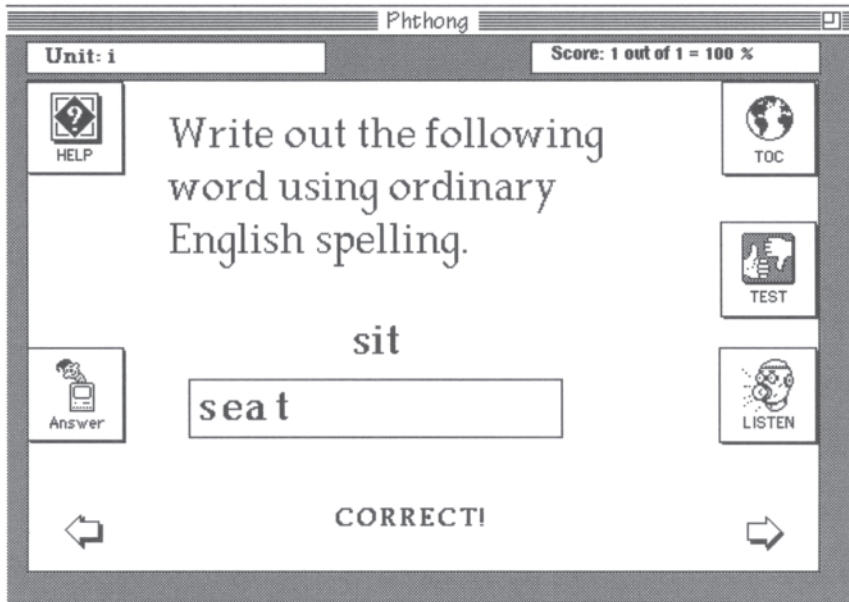 Phthong
Unit: i
Score: 1 out of 1 = 100 %
HELP
TOC
Write out the following
word using ordinary
English spelling.
TEST
sit
seat
Answer
LISTEN
CORRECT!